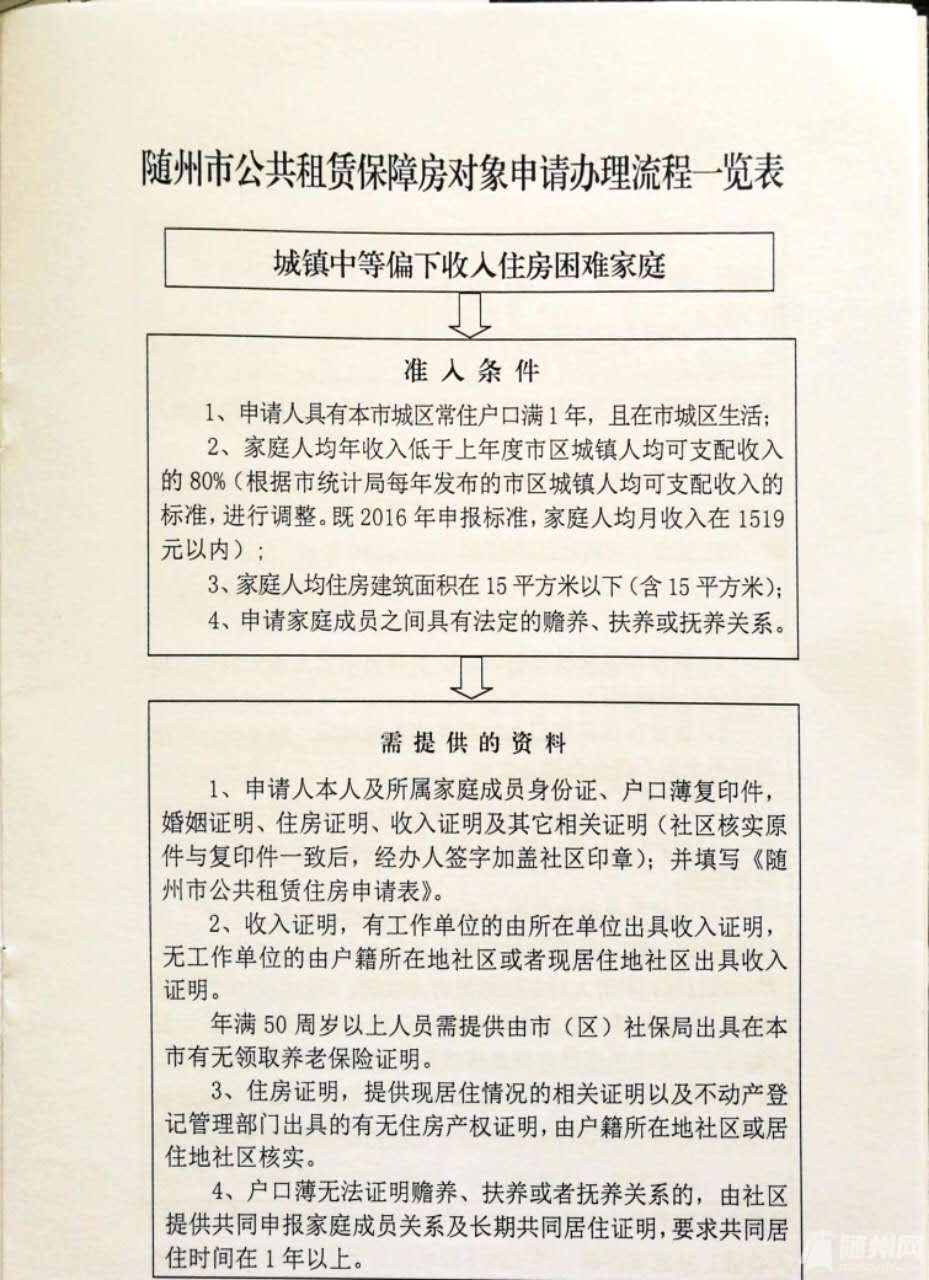 随州市公共租赁保障房对象申请办理流程一览表
城镇中等偏下收入住房困难家庭
准入条件
1、申请人具有本市城区常住户口满1年，且在市城区生活；
2、家庭人均年收入低于上年度市区城镇人均可支配收入
的80%（根据市统计局每年发布的市区城镇人均可支配收入的
标准，进行调整。既2016年申报标准，家庭人均月收入在1519
元以内）；
3、家庭人均住房建筑面积在15平方米以下（含15平方米）；
4、申请家庭成员之间具有法定的赡养、扶养或抚养关系。
需提供的资料
1、申请人本人及所属家庭成员身份证、户口薄复印件，
婚姻证明、住房证明、收入证明及其它相关证明（社区核实原
件与复印件一致后，经办人签字加盖社区印章）；并填写《随
州市公共租赁住房申请表》。
2、收入证明，有工作单位的由所在单位出具收入证明，
无工作单位的由户籍所在地社区或者现居住地社区出具收入
证明。
年满50周岁以上人员需提供由市（区）社保局出具在本
市有无领取养老保险证明。
3、住房证明，提供现居住情况的相关证明以及不动产登
记管理部门出具的有无住房产权证明，由户籍所在地社区或居
住地社区核实。
4、户口薄无法证明赡养、扶养或者抚养关系的，由社区
提供共同申报家庭成员关系及长期共同居住证明，要求共同居
住时间在1年以上。
随州网
suizhoushi.com